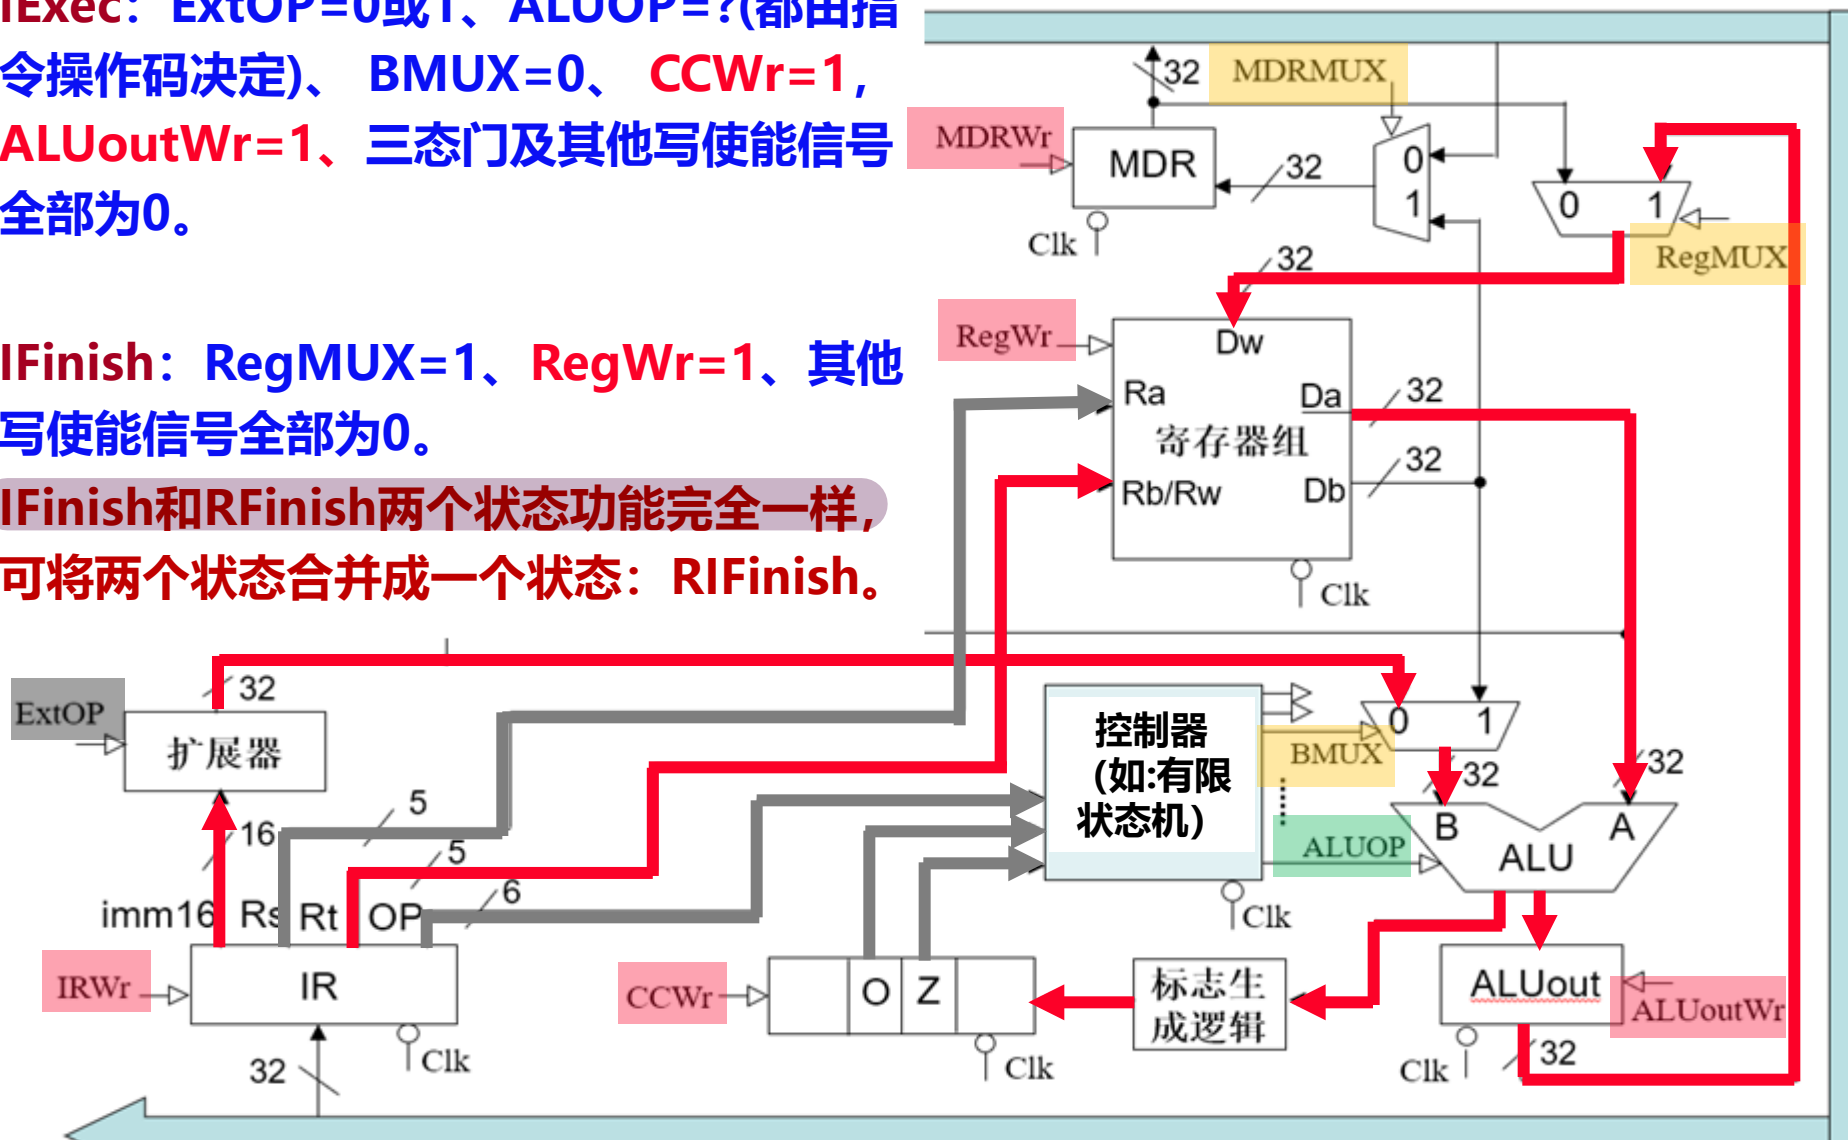 IExec：ExtOP=0或1、ALUOP=?(都由指
令操作码决定)、 BMUX=0、 CCWr=1，
ALUoutWr=1、三态门及其他写使能信号
全部为0。
IFinish：RegMUX=1、RegWr=1、其他
写使能信号全部为0。
IFinish和RFinish两个状态功能完全一样，
可将两个状态合并成一个状态：RIFinish。
32
MDRMUX
MDRWr
MDR
32
0
1
0
1
Clk
RegMUX
32
RegWr
Dw
Ra
Da
32
寄存器组
Rb/Rw
Db
32
Clk
32
ExtOP
扩展器
控制器
（如:有限
状态机）
0
1
BMUX
32
32
16
5
5
6
ALUOP
B
A
ALU
imm16
Rs
Rt
OP
Clk
IRWr
IR
CCWr
O
Z
标志生
成逻辑
ALUout
ALUoutWr
Clk
32
Clk
Clk
32